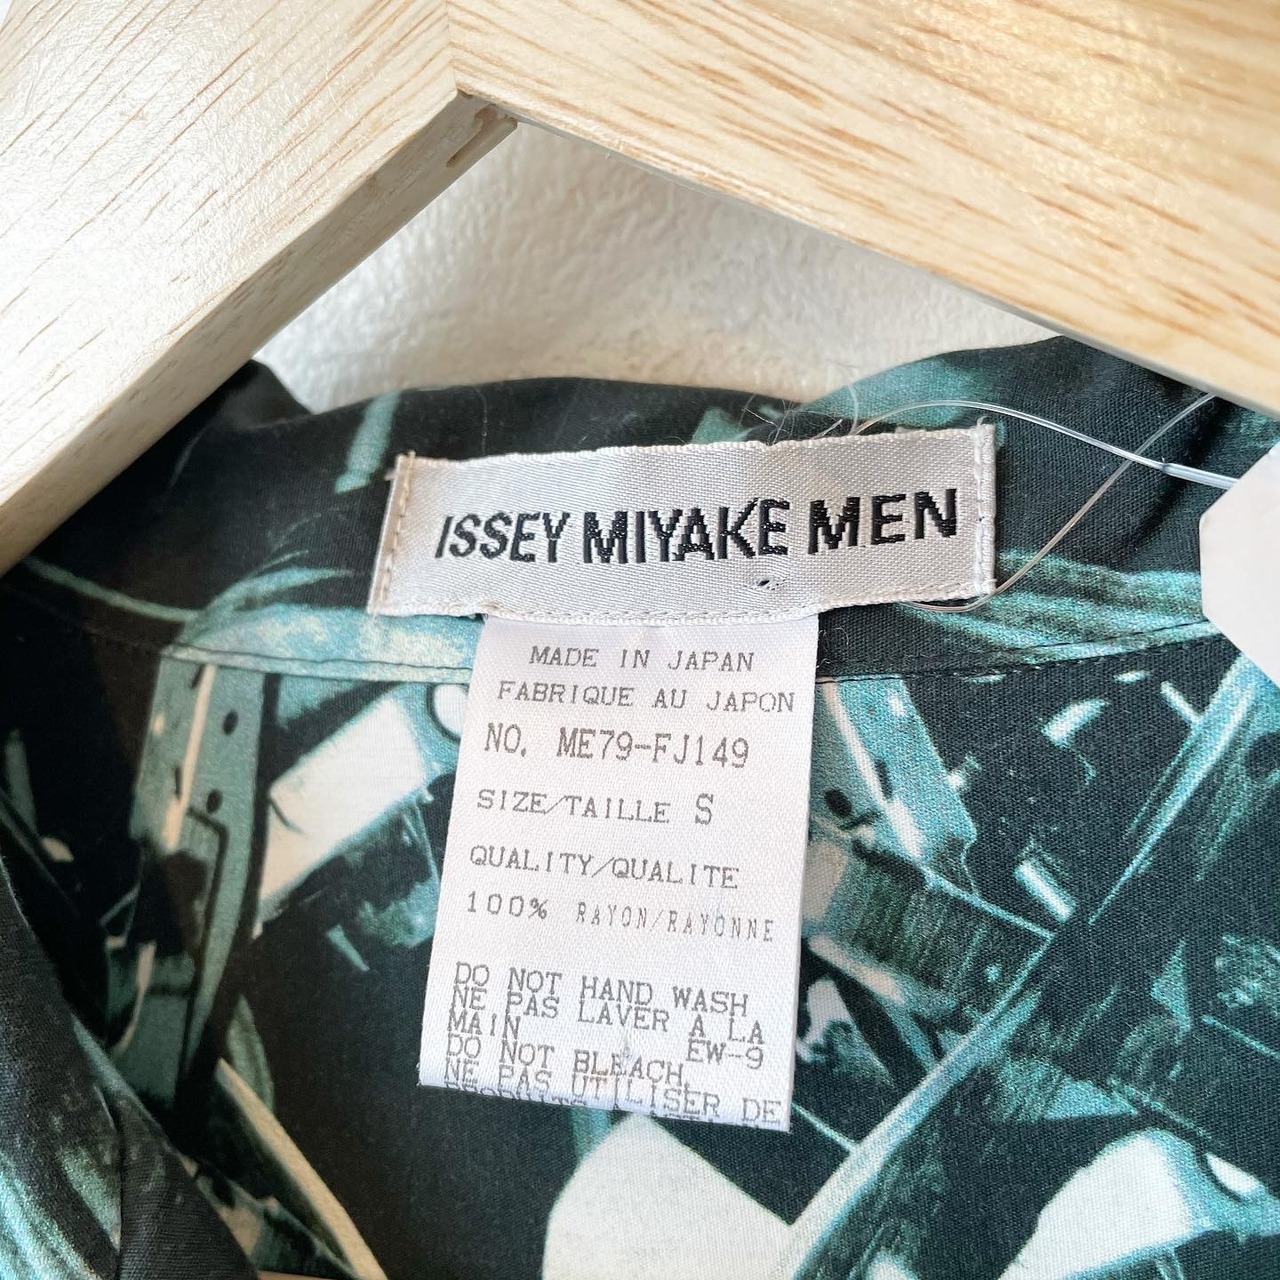 ISSEY MIYAKE MEN
MADE IN JAPAN
FABRIQUE AU JAPON
NO. ME79-FJ149
SIZE/TAILLE S
QUALITY/QUALITE
100% RAYON/RAYONNE
DO NOT HAND WASH
NE PAS LAVER A LA
MAIN
EW-9
DO NOT BLEACH.
NE PAS UTILISER DE